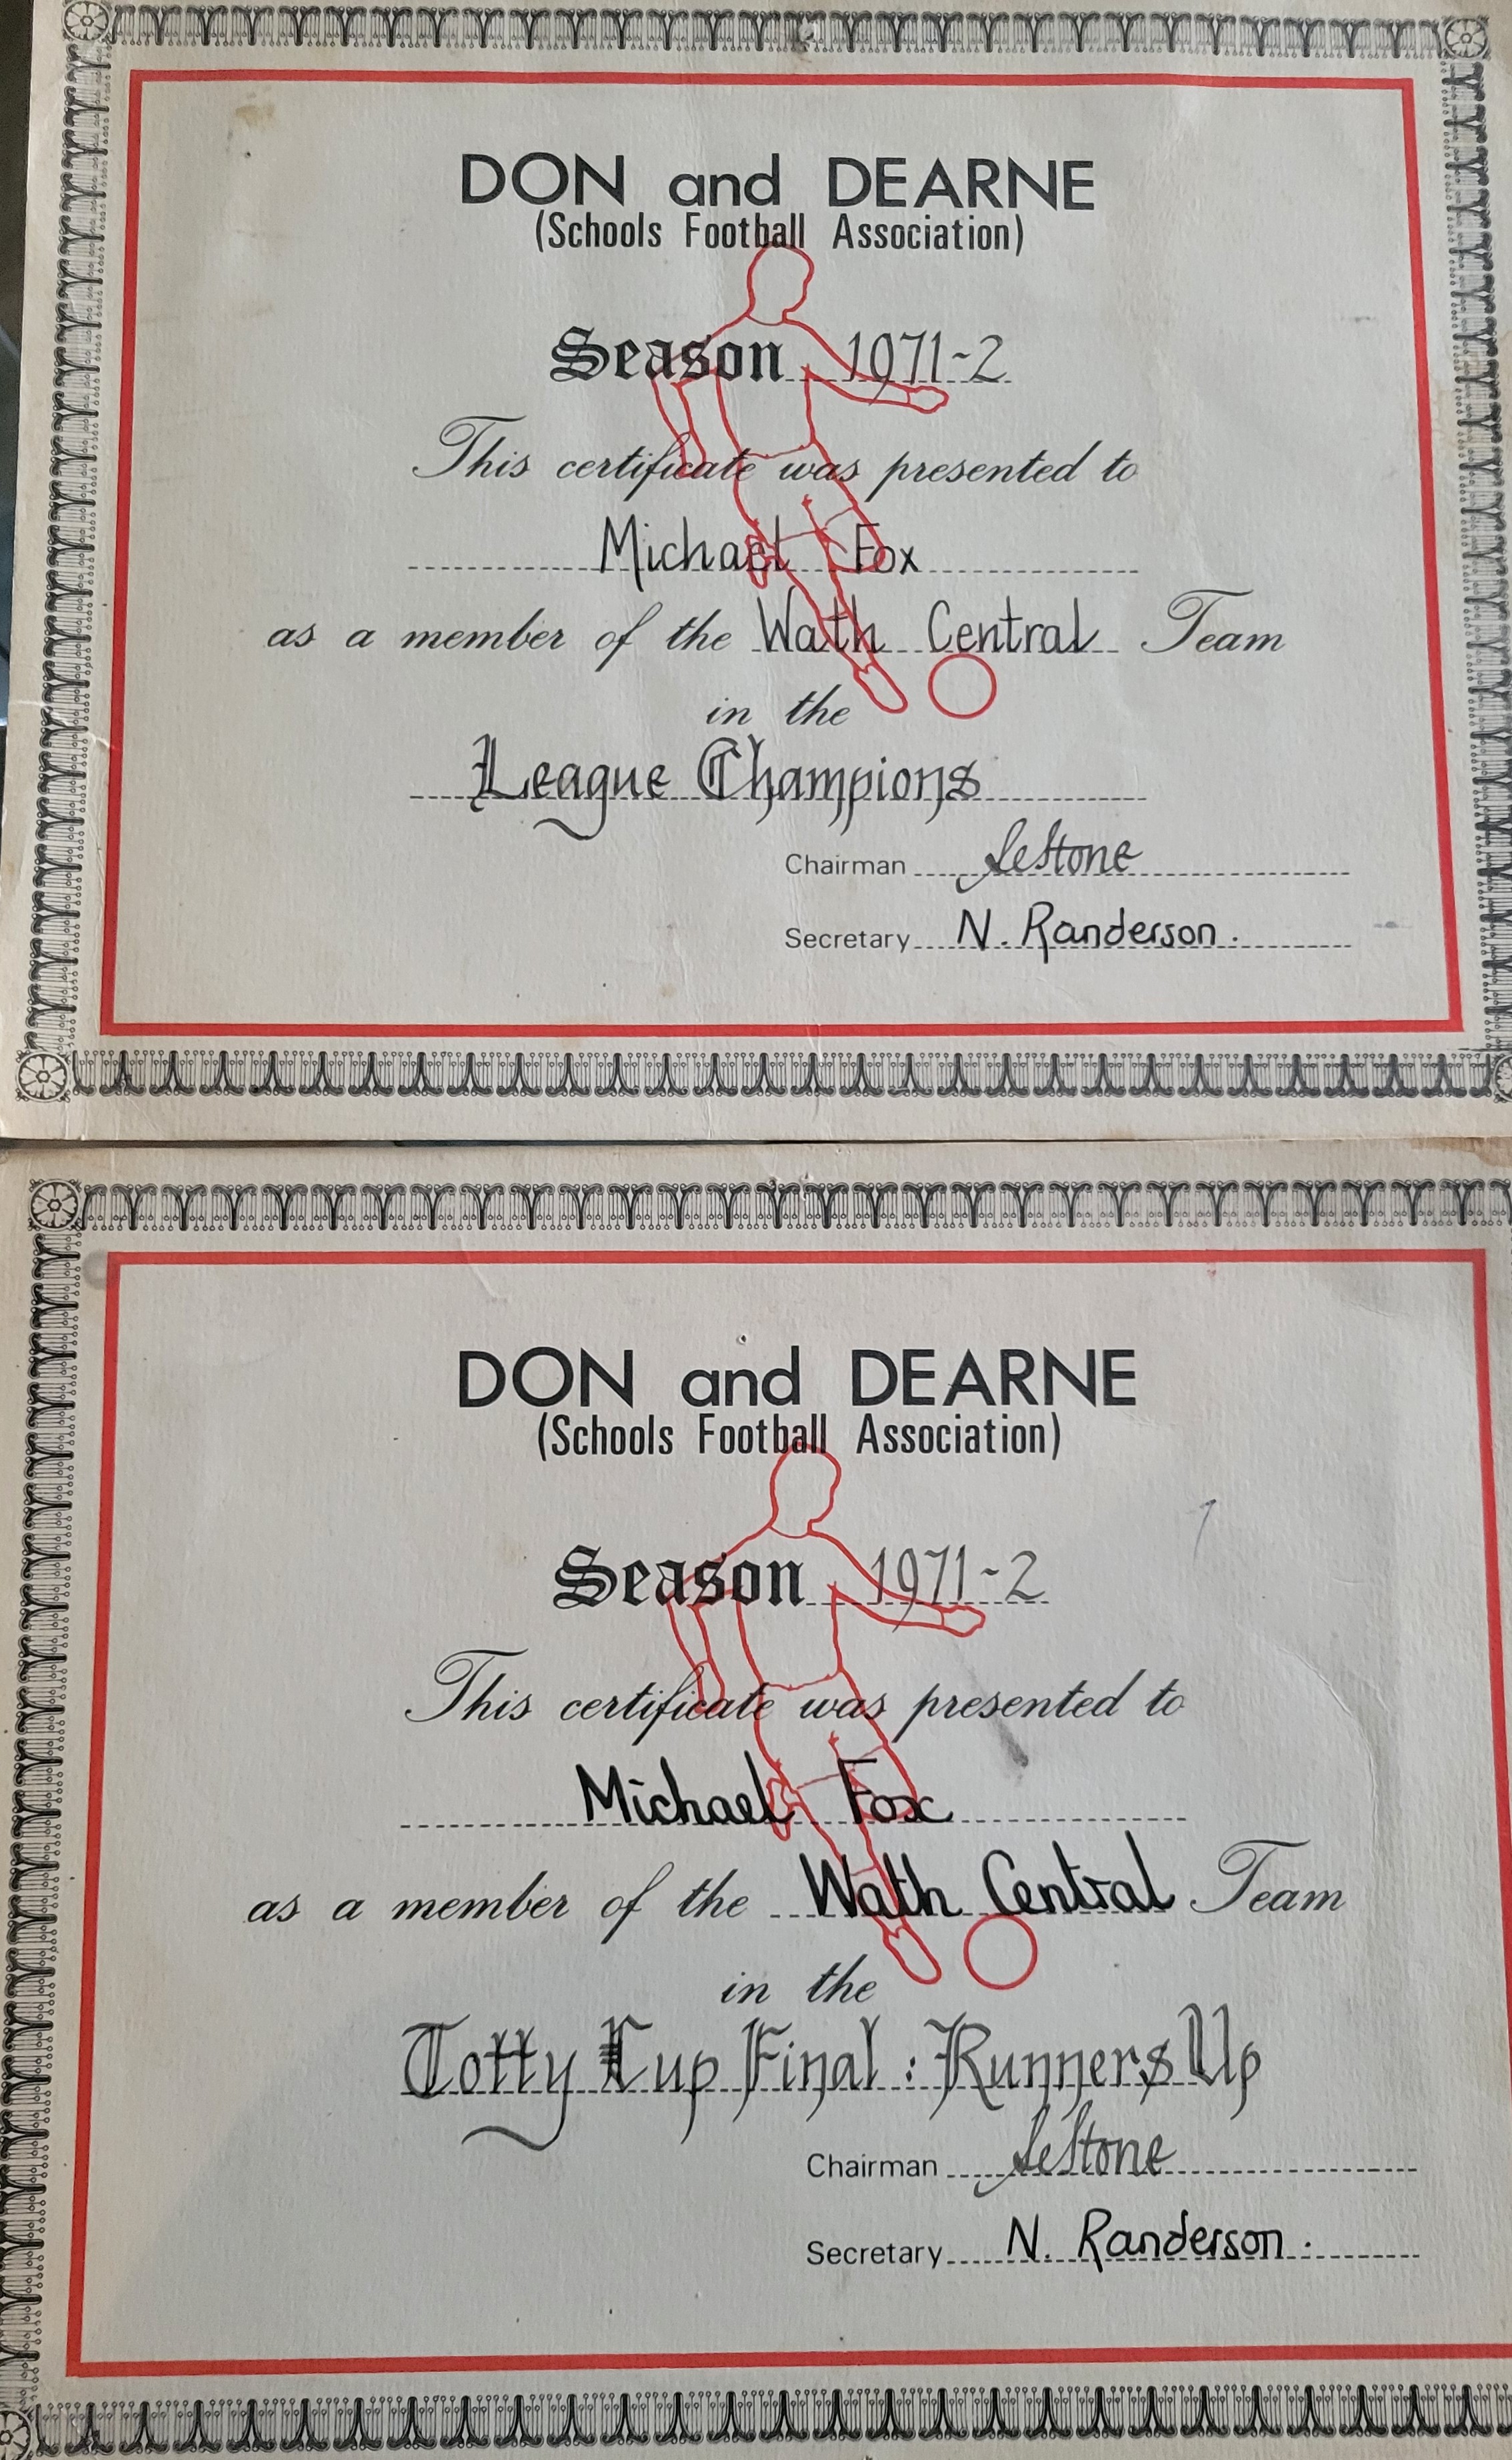 DON and DEARNE
(Schools Football Association)
Season 1971-2
This certificate was presented to
Michael Fox
as a member of the Wath Central Team
in the
League Champions
Chairman
Secretary N. Randerson.
DON and DEARNE
(Schools Football Association)
Season 1971-2
This certificate was presented to
Michael Fox
as a member of the Wath Central Team
in the
Totty Cup Final : Runners Up
Chairman
Secretary N. Randerson.